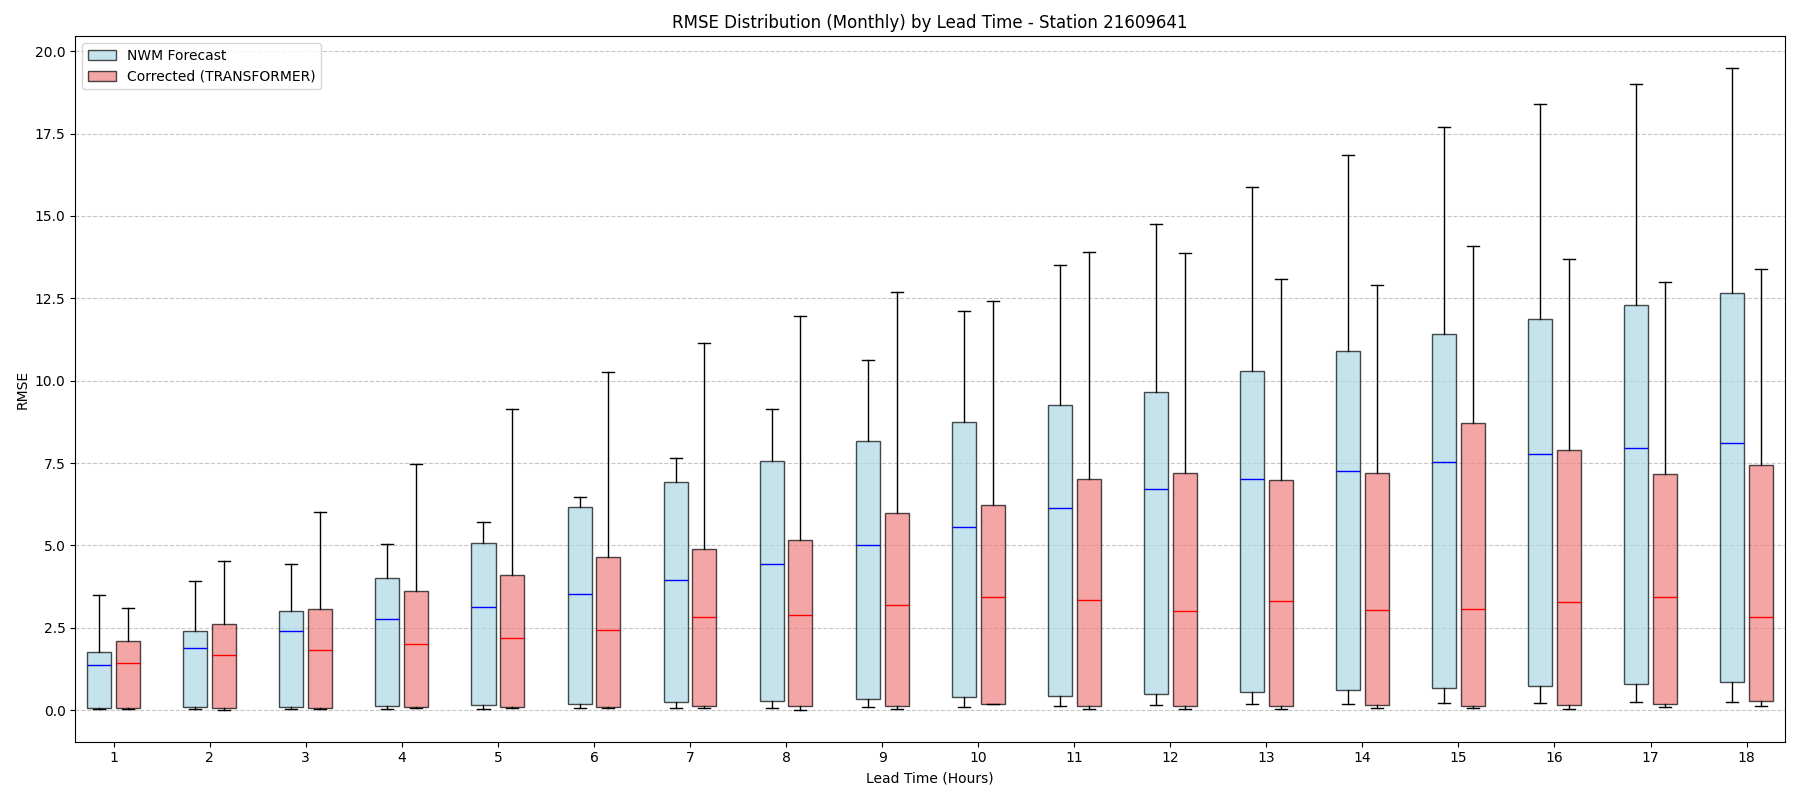 RMSE Distribution (Monthly) by Lead Time - Station 21609641
NWM Forecast
Corrected (TRANSFORMER)
RMSE
20.0
17.5
15.0
12.5
10.0
7.5
5.0
2.5
0.0
1 2 3 4 5 6 7 8 9 10 11 12 13 14 15 16 17 18
Lead Time (Hours)